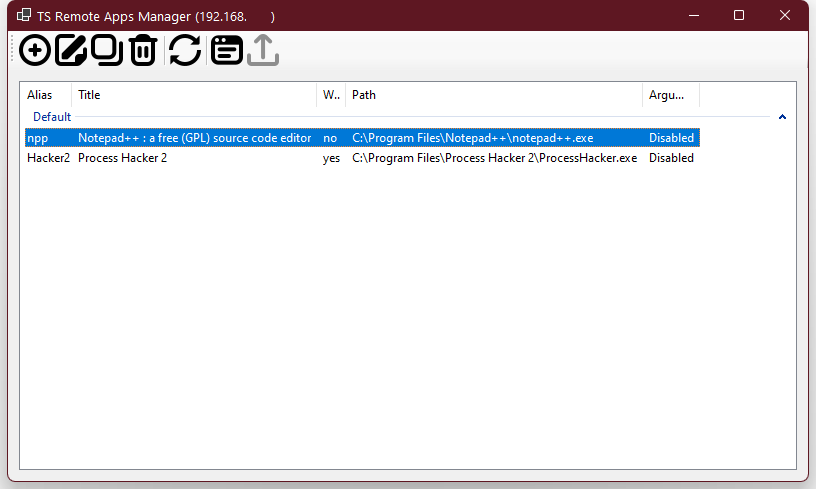 TS Remote Apps Manager (192.168. )
Alias Title W.. Path Argu...
Default
npp Notepad++ : a free (GPL) source code editor no C:\Program Files\Notepad++\notepad++.exe Disabled
Hacker2 Process Hacker 2 yes C:\Program Files\Process Hacker 2\ProcessHacker.exe Disabled